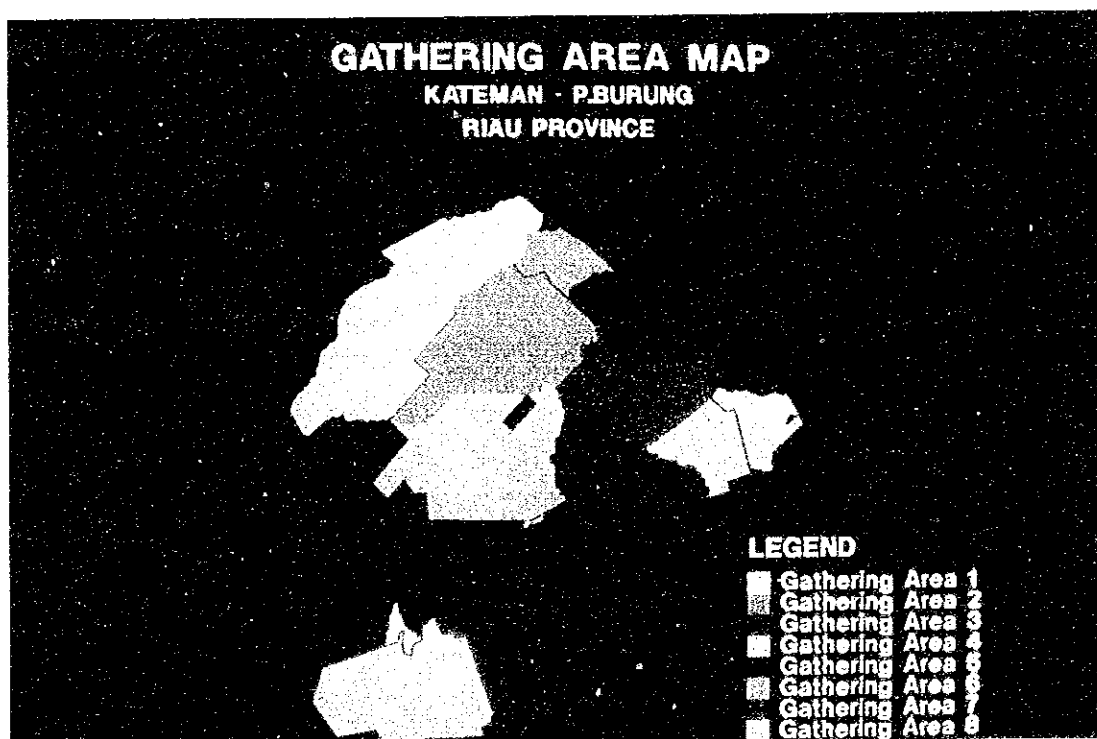 GATHERING AREA MAP
KATEMAN - P.BURUNG
RIAU PROVINCE
LEGEND
Gathering Area 1
Gathering Area 2
Gathering Area 3
Gathering Area 4
Gathering Area 5
Gathering Area 6
Gathering Area 7
Gathering Area 8